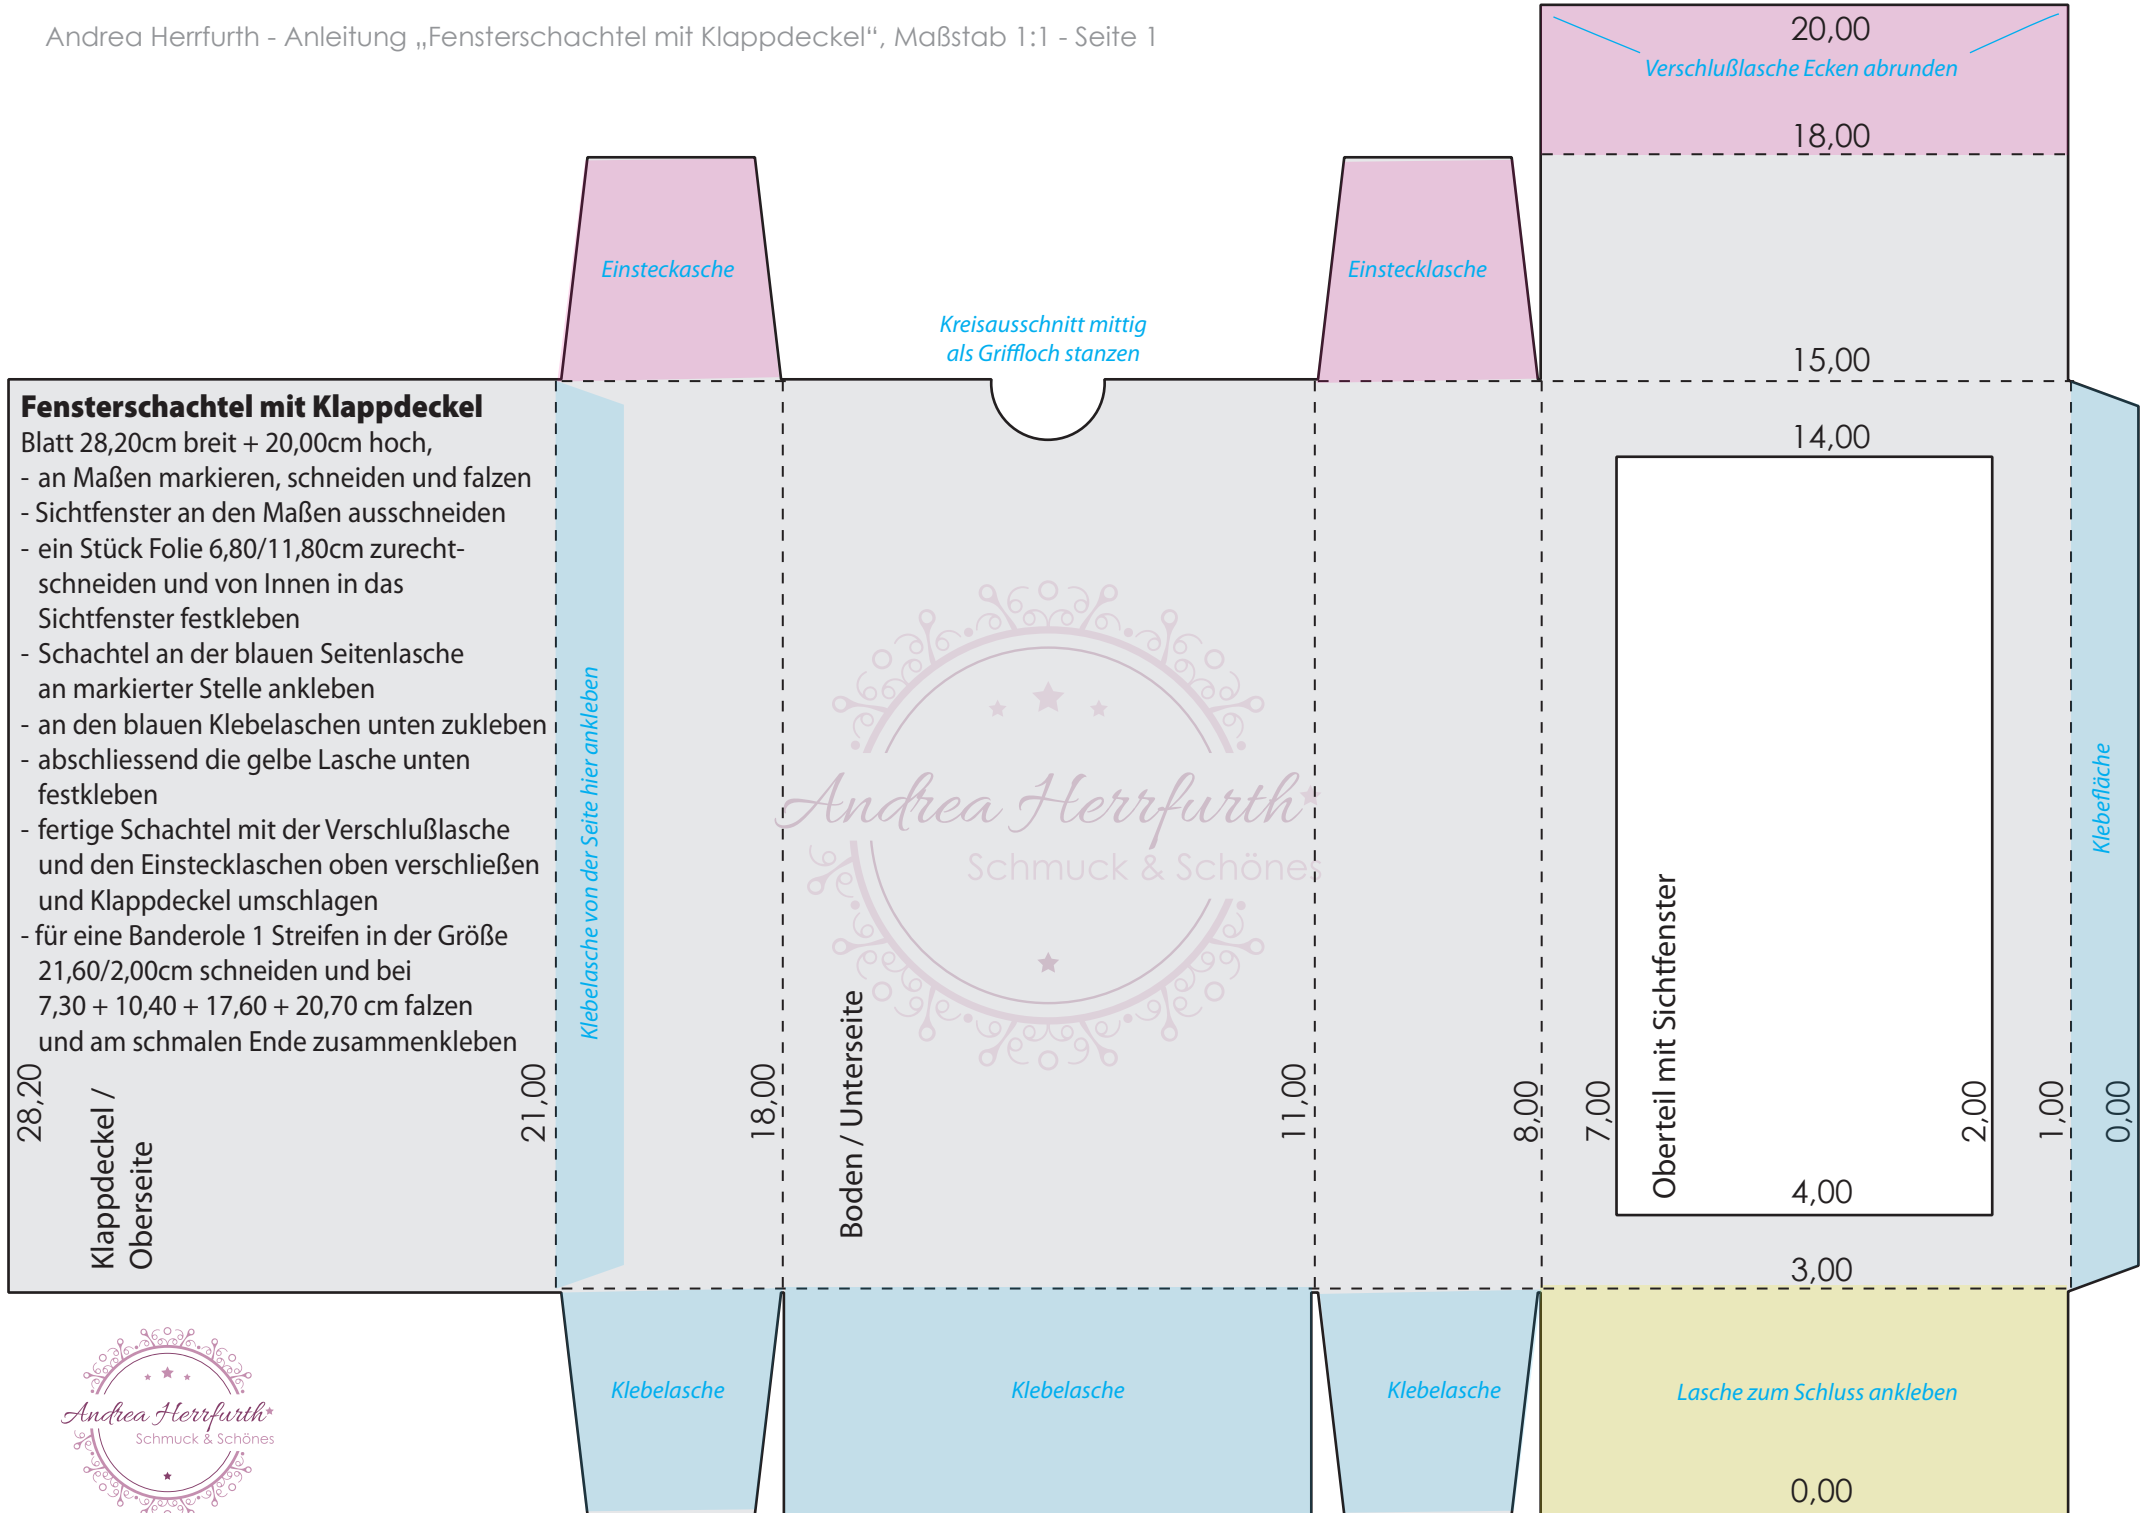 Andrea Herrfurth - Anleitung „Fensterschachtel mit Klappdeckel“, Maßstab 1:1 - Seite 1
20,00
Verschlußlasche Ecken abrunden
18,00
Einsteckasche
Einstecklasche
Kreisausschnitt mittig
als Griffloch stanzen
15,00
14,00
Fensterschachtel mit Klappdeckel
Blatt 28,20cm breit + 20,00cm hoch,
- an Maßen markieren, schneiden und falzen
- Sichtfenster an den Maßen ausschneiden
- ein Stück Folie 6,80/11,80cm zurecht-
schneiden und von Innen in das
Sichtfenster festkleben
- Schachtel an der blauen Seitenlasche
an markierter Stelle ankleben
- an den blauen Klebelaschen unten zukleben
- abschliessend die gelbe Lasche unten
festkleben
- fertige Schachtel mit der Verschlußlasche
und den Einstecklaschen oben verschließen
und Klappdeckel umschlagen
- für eine Banderole 1 Streifen in der Größe
21,60/2,00cm schneiden und bei
7,30 + 10,40 + 17,60 + 20,70 cm falzen
und am schmalen Ende zusammenkleben
28,20
Klappdeckel /
Oberseite
21,00
Klebelasche von der Seite hier ankleben
18,00
Andrea Herrfurth
Schmuck & Schönes
Boden / Unterseite
11,00
8,00
7,00
Oberteil mit Sichtfenster
4,00
2,00
1,00
Klebefläche
0,00
3,00
Andrea Herrfurth
Schmuck & Schönes
Klebelasche
Klebelasche
Klebelasche
Lasche zum Schluss ankleben
0,00